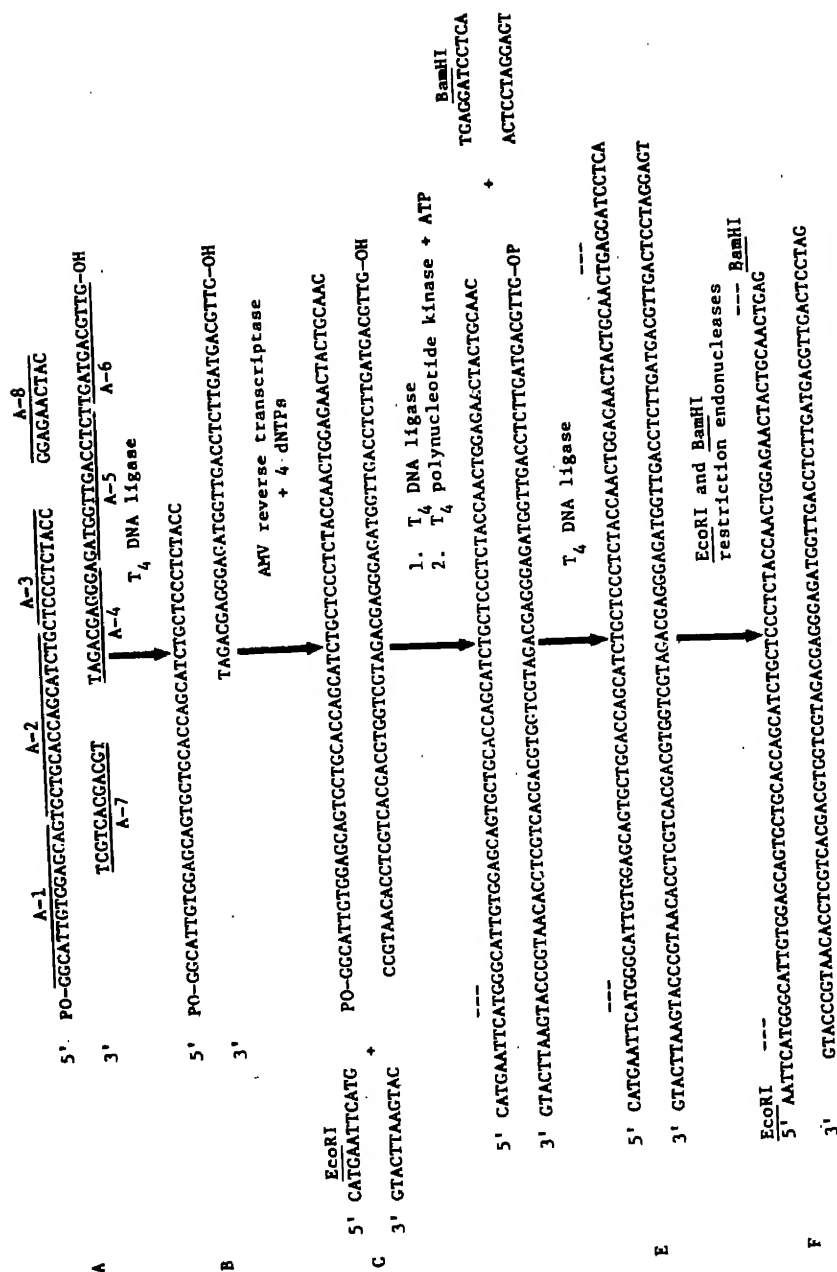 A-1 A-2 A-3 A-8
A 5' PO-GGCATTGTGGAGCAGTGCTGCACCAGCATCTGCTCCCTCTACC GGAGAACTAC
3' TCGTCACGACGT TAGACGAGGGAGATGGTTGACCTCTTGATGACGTTG-OH
A-7 A-4 A-5 A-6
T4 DNA ligase
5' PO-GGCATTGTGGAGCAGTGCTGCACCAGCATCTGCTCCCTCTACC
B
3' TAGACGAGGGAGATGGTTGACCTCTTGATGACGTTG-OH
AMV reverse transcriptase
+ 4 dNTPs
EcoRI
5' CATGAATTCATG PO-GGCATTGTGGAGCAGTGCTGCACCAGCATCTGCTCCCTCTACCAACTGGAGAACTACTGCAAC
C +
3' GTACTTAAGTAC CCGTAACACCTCGTCACGACGTGGTCGTAGACGAGGGAGATGGTTGACCTCTTGATGACGTTG-OH
1. T4 DNA ligase
2. T4 polynucleotide kinase + ATP
BamHI
---
5' CATGAATTCATGGGCATTGTGGAGCAGTGCTGCACCAGCATCTGCTCCCTCTACCAACTGGAGAACTACTGCAAC TGAGGATCCTCA
+
3' GTACTTAAGTACCCGTAACACCTCGTCACGACGTGGTCGTAGACGAGGGAGATGGTTGACCTCTTGATGACGTTG-OP ACTCCTAGGAGT
T4 DNA ligase
--- ---
5' CATGAATTCATGGGCATTGTGGAGCAGTGCTGCACCAGCATCTGCTCCCTCTACCAACTGGAGAACTACTGCAACTGAGCATCCTCA
E
3' GTACTTAAGTACCCGTAACACCTCGTCACGACGTGGTCGTAGACGAGGGAGATGGTTGACCTCTTGATGACGTTGACTCCTAGGAGT
EcoRI and BamHI
restriction endonucleases
EcoRI --- --- BamHI
5' AATTCATGGGCATTGTGGAGCAGTGCTGCACCAGCATCTGCTCCCTCTACCAACTGGAGAACTACTGCAACTGAG
F
3' GTACCCGTAACACCTCGTCACGACGTGGTCGTAGACGAGGGAGATGGTTGACCTCTTGATGACGTTGACTCCTAG